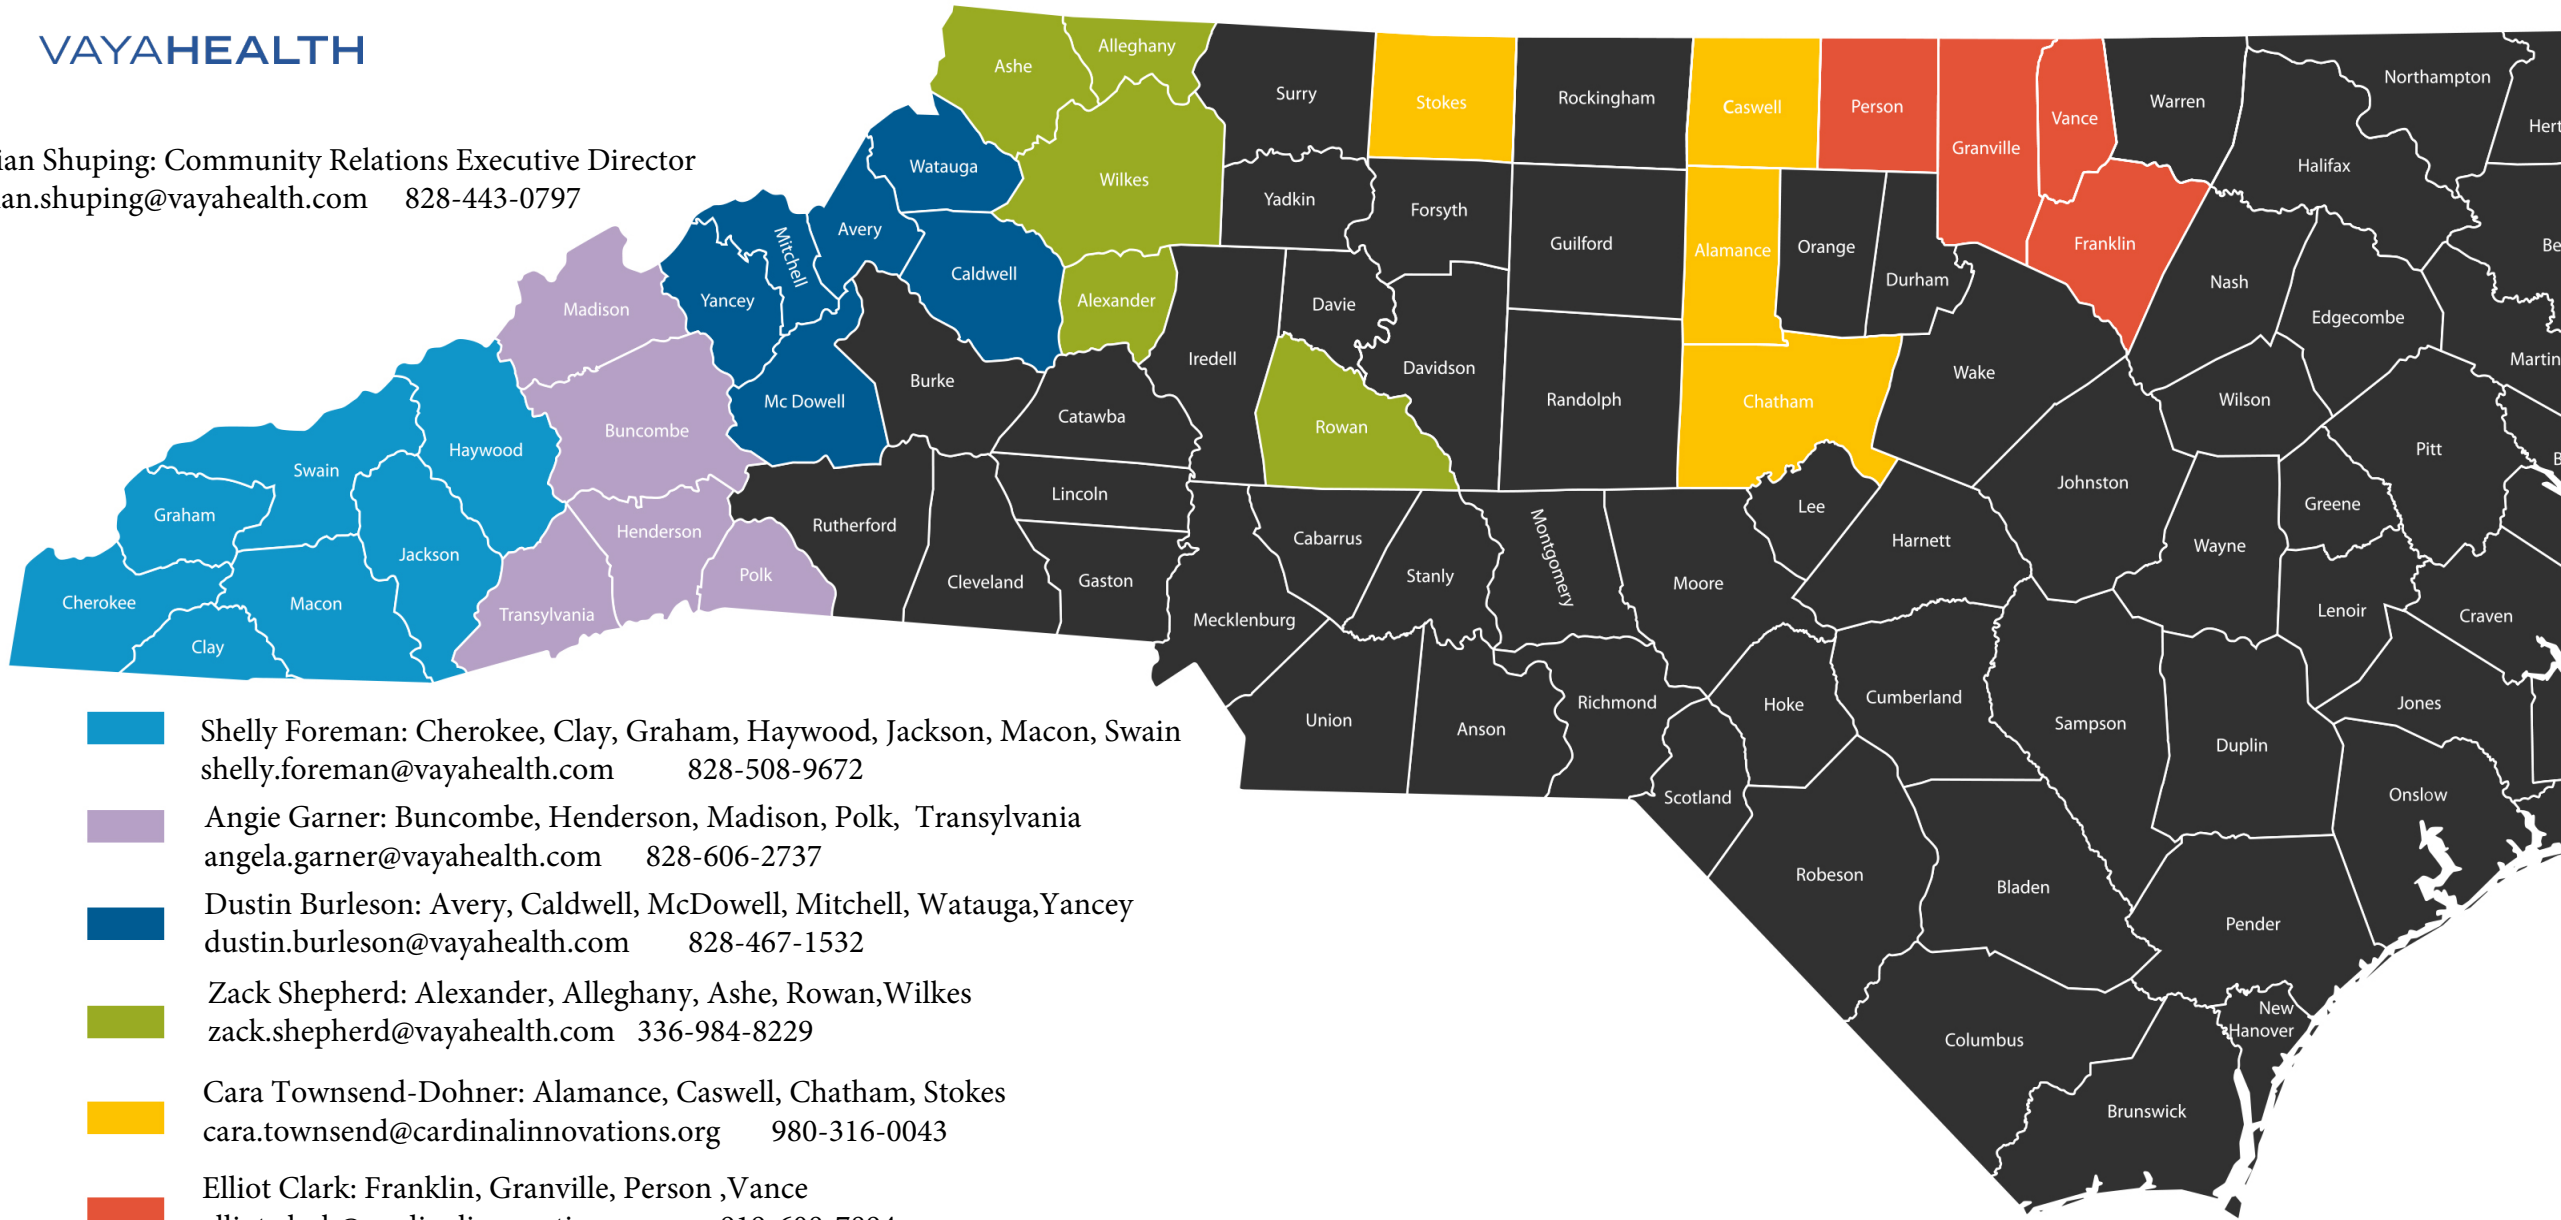 VAYAHEALTH
Shuping: Community Relations Executive Director
828-443-0797
Ashe
Alleghany
Surry
Stokes
Rockingham
Caswell
Person
Granville
Vance
Warren
Northampton
Halifax
Watauga
Wilkes
Yadkin
Forsyth
Guilford
Alamance
Orange
Durham
Franklin
Nash
Edgecombe
Martin
Avery
Mitchell
Yancey
Caldwell
Alexander
Iredell
Davie
Davidson
Randolph
Chatham
Wake
Wilson
Pitt
Madison
Buncombe
Mc Dowell
Burke
Catawba
Rowan
Johnston
Greene
Wayne
Haywood
Swain
Graham
Jackson
Cherokee
Macon
Clay
Transylvania
Henderson
Polk
Rutherford
Cleveland
Lincoln
Gaston
Mecklenburg
Cabarrus
Stanly
Montgomery
Moore
Lee
Harnett
Lenoir
Craven
Jones
Union
Anson
Richmond
Scotland
Hoke
Cumberland
Sampson
Duplin
Onslow
Robeson
Bladen
Pender
New
Hanover
Columbus
Brunswick
Shelly Foreman: Cherokee, Clay, Graham, Haywood, Jackson, Macon, Swain
shelly.foreman@vayahealth.com 828-508-9672
Angie Garner: Buncombe, Henderson, Madison, Polk, Transylvania
angela.garner@vayahealth.com 828-606-2737
Dustin Burleson: Avery, Caldwell, McDowell, Mitchell, Watauga,Yancey
dustin.burleson@vayahealth.com 828-467-1532
Zack Shepherd: Alexander, Alleghany, Ashe, Rowan,Wilkes
zack.shepherd@vayahealth.com 336-984-8229
Cara Townsend-Dohner: Alamance, Caswell, Chatham, Stokes
cara.townsend@cardinalinnovations.org 980-316-0043
Elliot Clark: Franklin, Granville, Person ,Vance